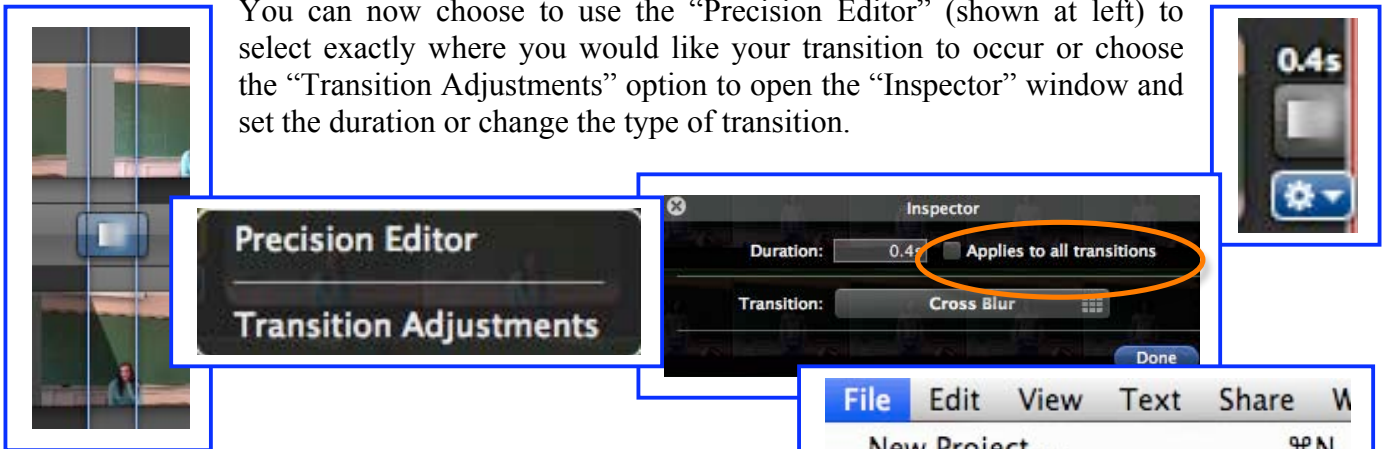 You can now choose to use the “Precision Editor” (shown at left) to
select exactly where you would like your transition to occur or choose
the “Transition Adjustments” option to open the “Inspector” window and
set the duration or change the type of transition.
0.4s
Precision Editor
Transition Adjustments
Inspector
Duration: 0.4s Applies to all transitions
Transition: Cross Blur
Done
File Edit View Text Share W
New Project... ⌘N